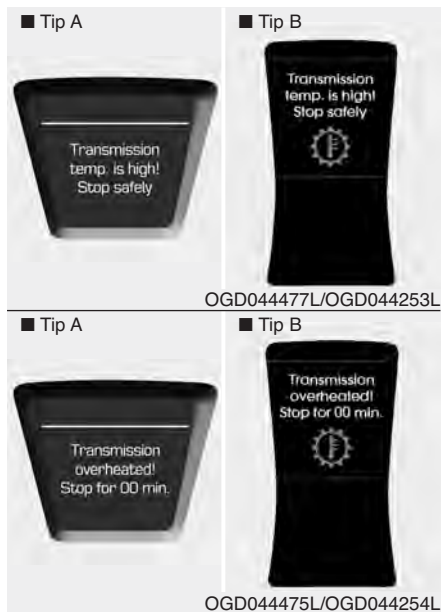 ■ Tip A
■ Tip B
Transmission
temp. is high!
Stop safely
Transmission
temp. is high!
Stop safely
OGD044477L/OGD044253L
■ Tip A
■ Tip B
Transmission
overheated!
Stop for 00 min.
Transmission
overheated!
Stop for 00 min.
OGD044475L/OGD044254L